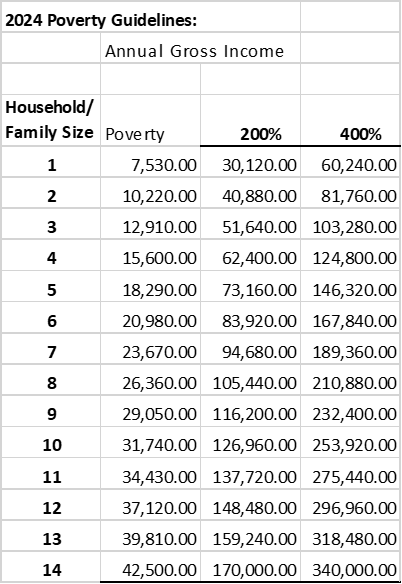 2024 Poverty Guidelines:
Annual Gross Income
Household/
Family Size Poverty 200% 400%
1 7,530.00 30,120.00 60,240.00
2 10,220.00 40,880.00 81,760.00
3 12,910.00 51,640.00 103,280.00
4 15,600.00 62,400.00 124,800.00
5 18,290.00 73,160.00 146,320.00
6 20,980.00 83,920.00 167,840.00
7 23,670.00 94,680.00 189,360.00
8 26,360.00 105,440.00 210,880.00
9 29,050.00 116,200.00 232,400.00
10 31,740.00 126,960.00 253,920.00
11 34,430.00 137,720.00 275,440.00
12 37,120.00 148,480.00 296,960.00
13 39,810.00 159,240.00 318,480.00
14 42,500.00 170,000.00 340,000.00